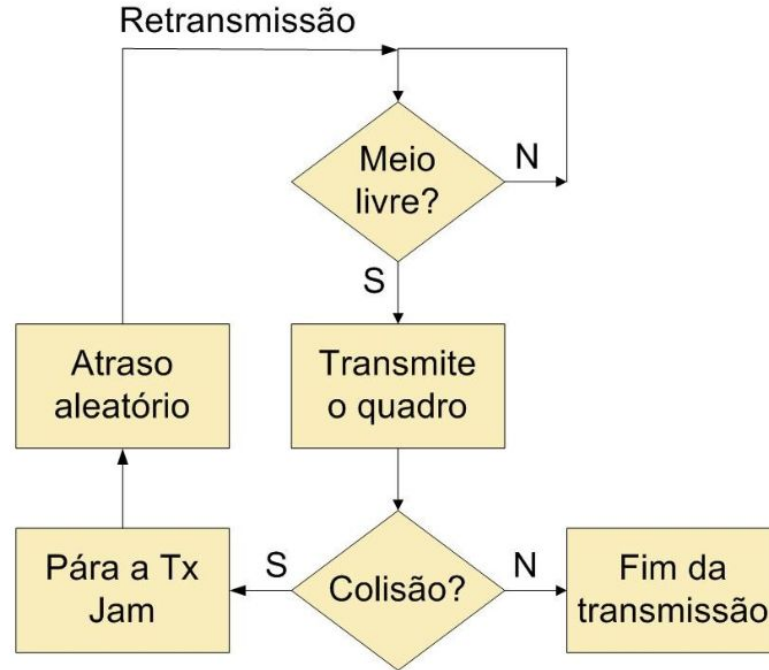 Retransmissão
Meio
livre?
N
S
Atraso
aleatório
Transmite
o quadro
Pára a Tx
Jam
S
Colisão?
N
Fim da
transmissão